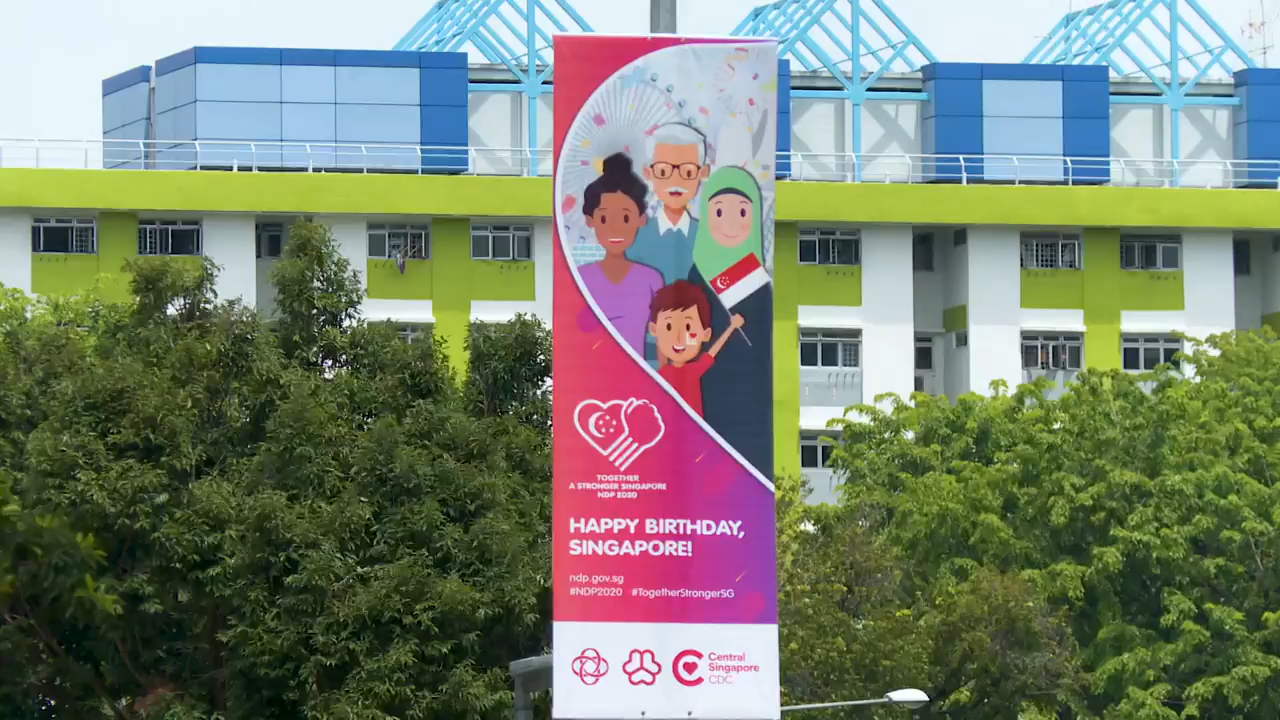 TOGETHER
A STRONGER SINGAPORE
NDP 2020
HAPPY BIRTHDAY,
SINGAPORE!
ndp.gov.sg
#NDP2020 #TogetherStrongerSG
Central
Singapore
CDC